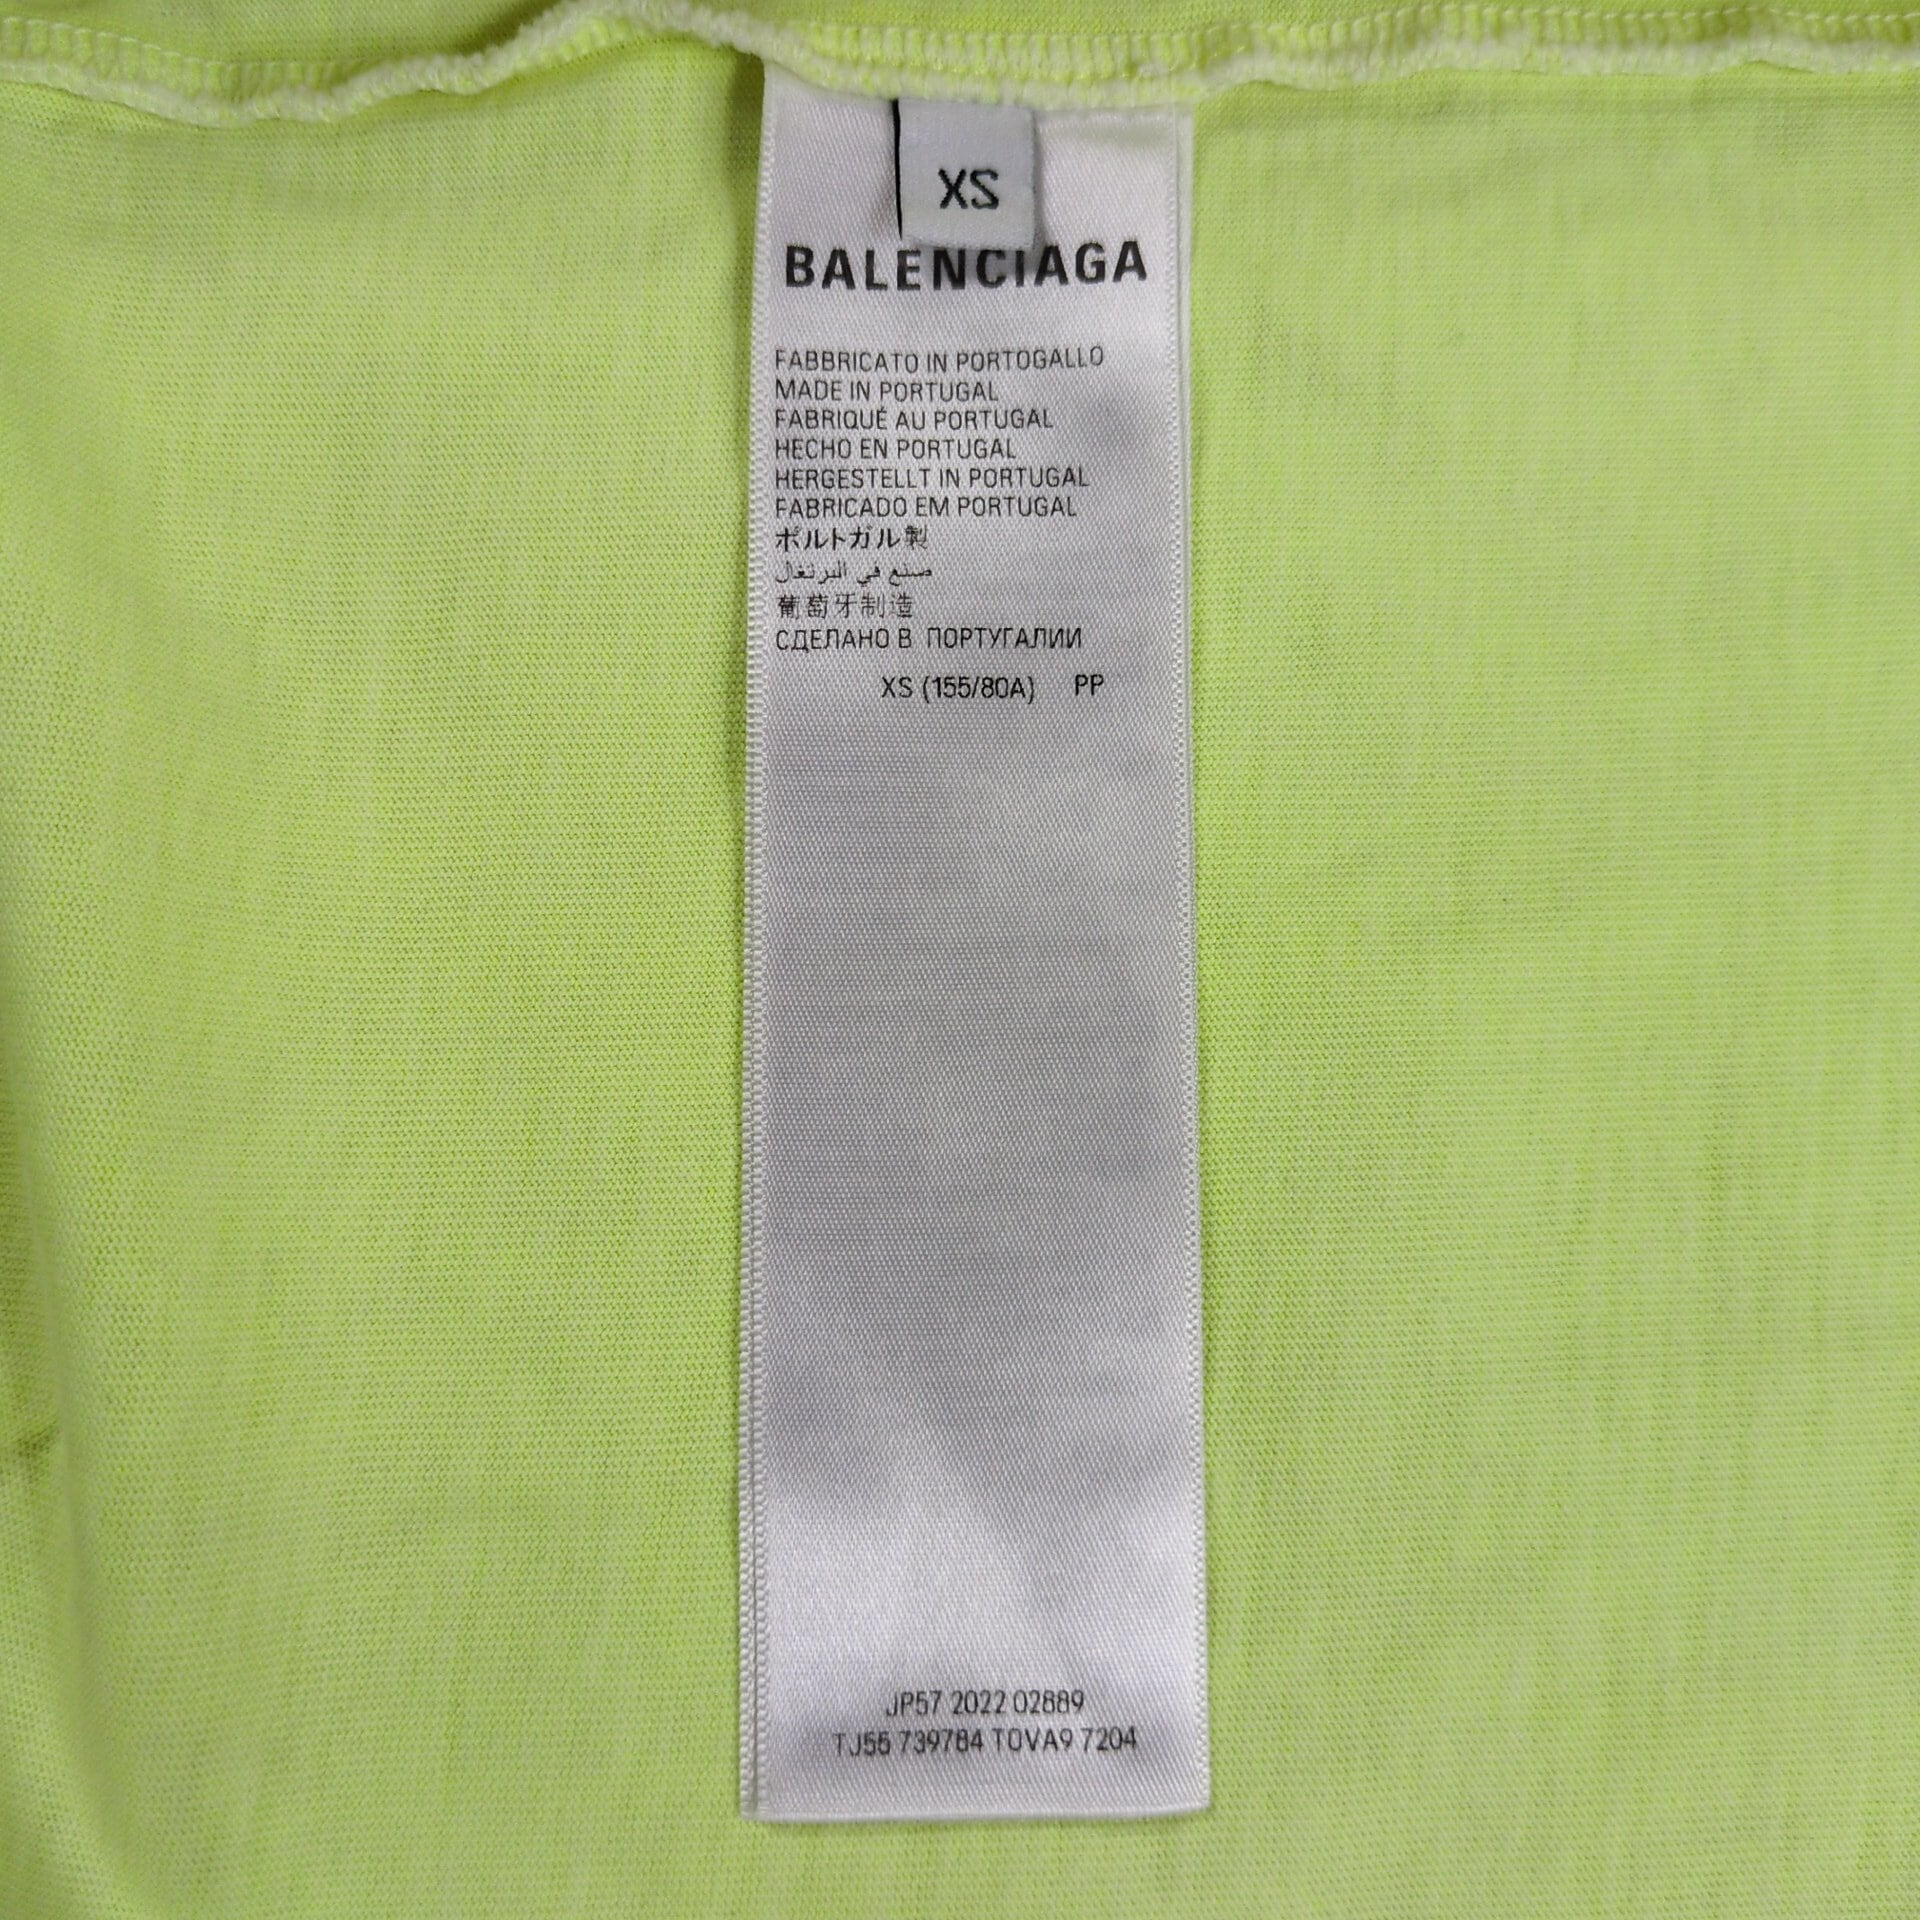 XS
BALENCIAGA
FABBRICATO IN PORTOGALLO
MADE IN PORTUGAL
FABRIQUÉ AU PORTUGAL
HECHO EN PORTUGAL
HERGESTELLT IN PORTUGAL
FABRICADO EM PORTUGAL
ポルトガル製
صنع في البرتغال
葡萄牙制造
СДЕЛАНО В ПОРТУГАЛИИ
XS (155/80A) PP
JP57 2022 02889
TJ55 739784 TOVA9 7204